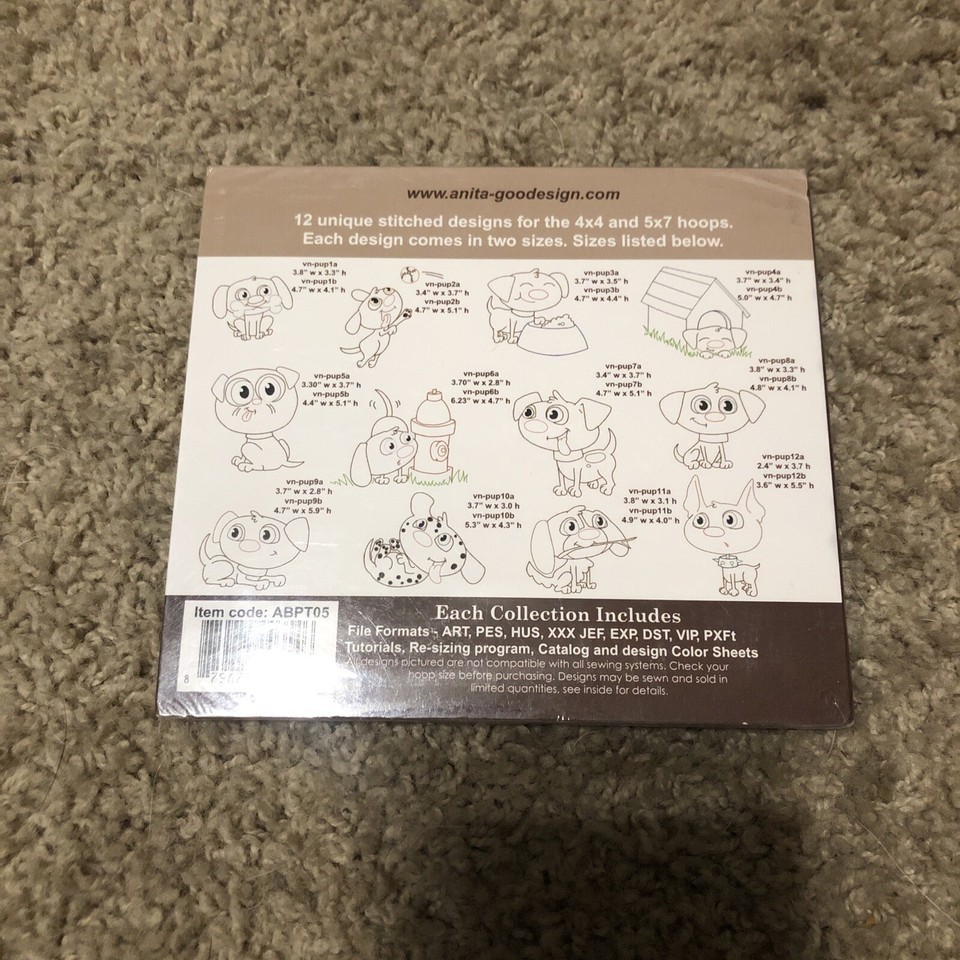 www.anita-goodesign.com
12 unique stitched designs for the 4x4 and 5x7 hoops.
Each design comes in two sizes. Sizes listed below.
vn-pup1a
3.8" w x 3.3" h
vn-pup1b
4.7" w x 4.1" h
vn-pup2a
3.4" w x 3.7" h
vn-pup2b
4.7" w x 5.1" h
vn-pup3a
3.7" w x 3.5" h
vn-pup3b
4.7" w x 4.4" h
vn-pup4a
3.7" w x 3.4" h
vn-pup4b
5.0" w x 4.7" h
vn-pup5a
3.30" w x 3.7" h
vn-pup5b
4.4" w x 5.1" h
vn-pup6a
3.70" w x 2.8" h
vn-pup6b
6.23" w x 4.7" h
vn-pup7a
3.4" w x 3.7" h
vn-pup7b
4.7" w x 5.1" h
vn-pup8a
3.8" w x 3.3" h
vn-pup8b
4.8" w x 4.1" h
vn-pup9a
3.7" w x 2.8" h
vn-pup9b
4.7" w x 5.9" h
vn-pup10a
3.7" w x 3.0 h
vn-pup10b
5.3" w x 4.3" h
vn-pup11a
3.8" w x 3.1 h
vn-pup11b
4.9" w x 4.0" h
vn-pup12a
2.4" w x 3.7 h
vn-pup12b
3.6" w x 5.5" h
Item code: ABPT05
8
Each Collection Includes
File Formats - ART, PES, HUS, XXX JEF, EXP, DST, VIP, PXFt
Tutorials, Re-sizing program, Catalog and design Color Sheets
All designs pictured are not compatible with all sewing systems. Check your
hoop size before purchasing. Designs may be sewn and sold in
limited quantities, see inside for details.